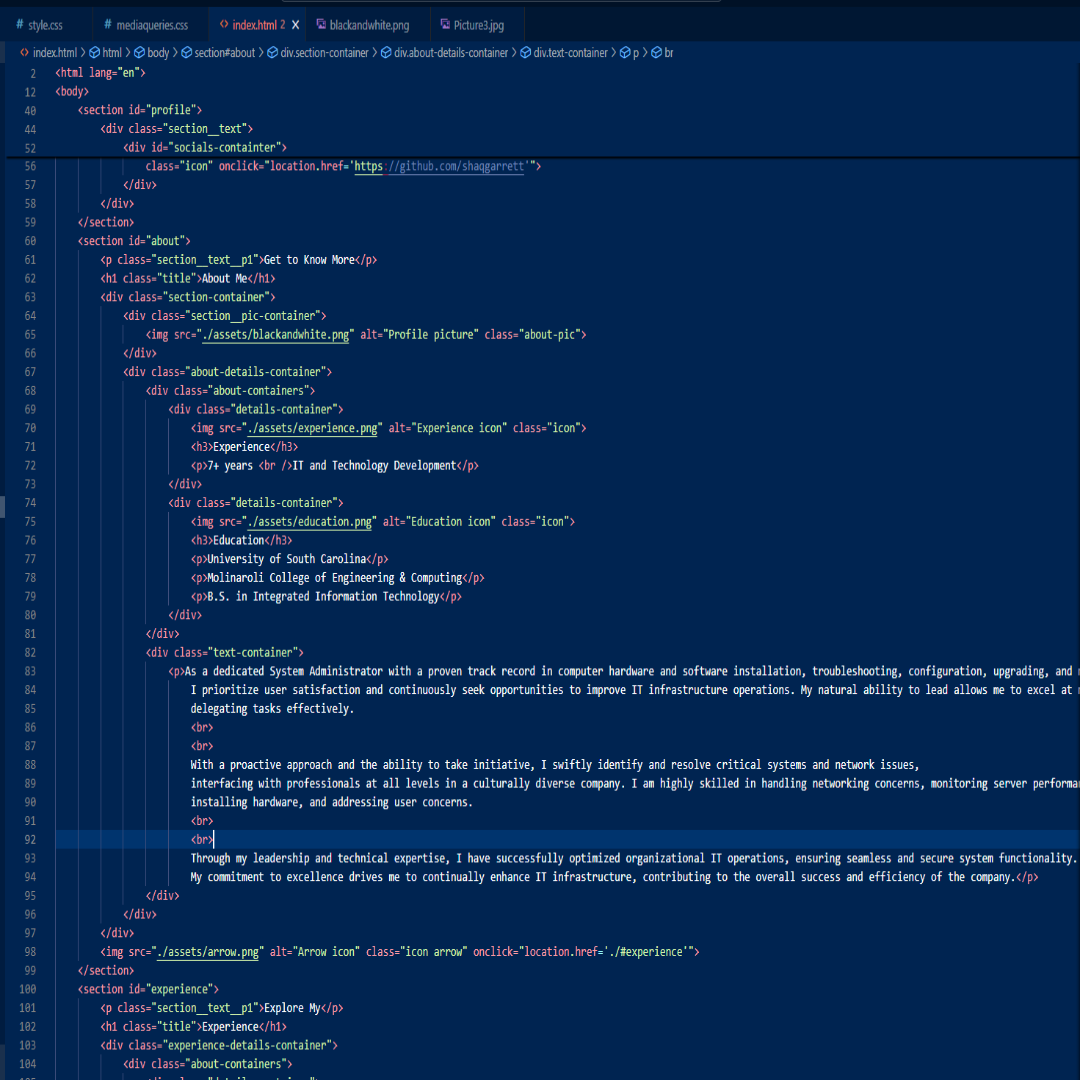 # style.css # mediaqueries.css <> index.html 2 X blackandwhite.png Picture3.jpg
<> index.html > html > body > section#about > div.section-container > div.about-details-container > div.text-container > p > br
2 <html lang="en">
12 <body>
40 <section id="profile">
44 <div class="section__text">
52 <div id="socials-containter">
56 class="icon" onclick="location.href='https://github.com/shaqgarrett'">
57 </div>
58 </div>
59 </section>
60 <section id="about">
61 <p class="section__text__p1">Get to Know More</p>
62 <h1 class="title">About Me</h1>
63 <div class="section-container">
64 <div class="section__pic-container">
65 <img src="./assets/blackandwhite.png" alt="Profile picture" class="about-pic">
66 </div>
67 <div class="about-details-container">
68 <div class="about-containers">
69 <div class="details-container">
70 <img src="./assets/experience.png" alt="Experience icon" class="icon">
71 <h3>Experience</h3>
72 <p>7+ years <br />IT and Technology Development</p>
73 </div>
74 <div class="details-container">
75 <img src="./assets/education.png" alt="Education icon" class="icon">
76 <h3>Education</h3>
77 <p>University of South Carolina</p>
78 <p>Molinaroli College of Engineering & Computing</p>
79 <p>B.S. in Integrated Information Technology</p>
80 </div>
81 </div>
82 <div class="text-container">
83 <p>As a dedicated System Administrator with a proven track record in computer hardware and software installation, troubleshooting, configuration, upgrading, and
84 I prioritize user satisfaction and continuously seek opportunities to improve IT infrastructure operations. My natural ability to lead allows me to excel at
85 delegating tasks effectively.
86 <br>
87 <br>
88 With a proactive approach and the ability to take initiative, I swiftly identify and resolve critical systems and network issues,
89 interfacing with professionals at all levels in a culturally diverse company. I am highly skilled in handling networking concerns, monitoring server performa
90 installing hardware, and addressing user concerns.
91 <br>
92 <br>
93 Through my leadership and technical expertise, I have successfully optimized organizational IT operations, ensuring seamless and secure system functionality.
94 My commitment to excellence drives me to continually enhance IT infrastructure, contributing to the overall success and efficiency of the company.</p>
95 </div>
96 </div>
97 </div>
98 <img src="./assets/arrow.png" alt="Arrow icon" class="icon arrow" onclick="location.href='./#experience'">
99 </section>
100 <section id="experience">
101 <p class="section__text__p1">Explore My</p>
102 <h1 class="title">Experience</h1>
103 <div class="experience-details-container">
104 <div class="about-containers">